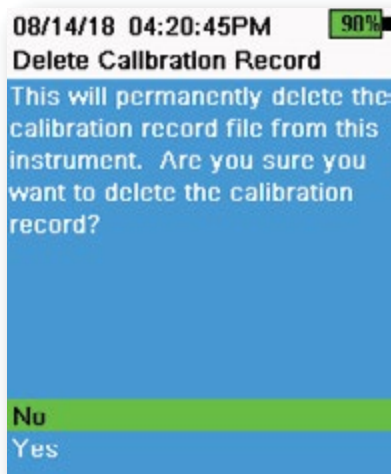 08/14/18 04:20:45PM 90%
Delete Calibration Record
This will permanently delete the
calibration record file from this
instrument. Are you sure you
want to delete the calibration
record?
No
Yes